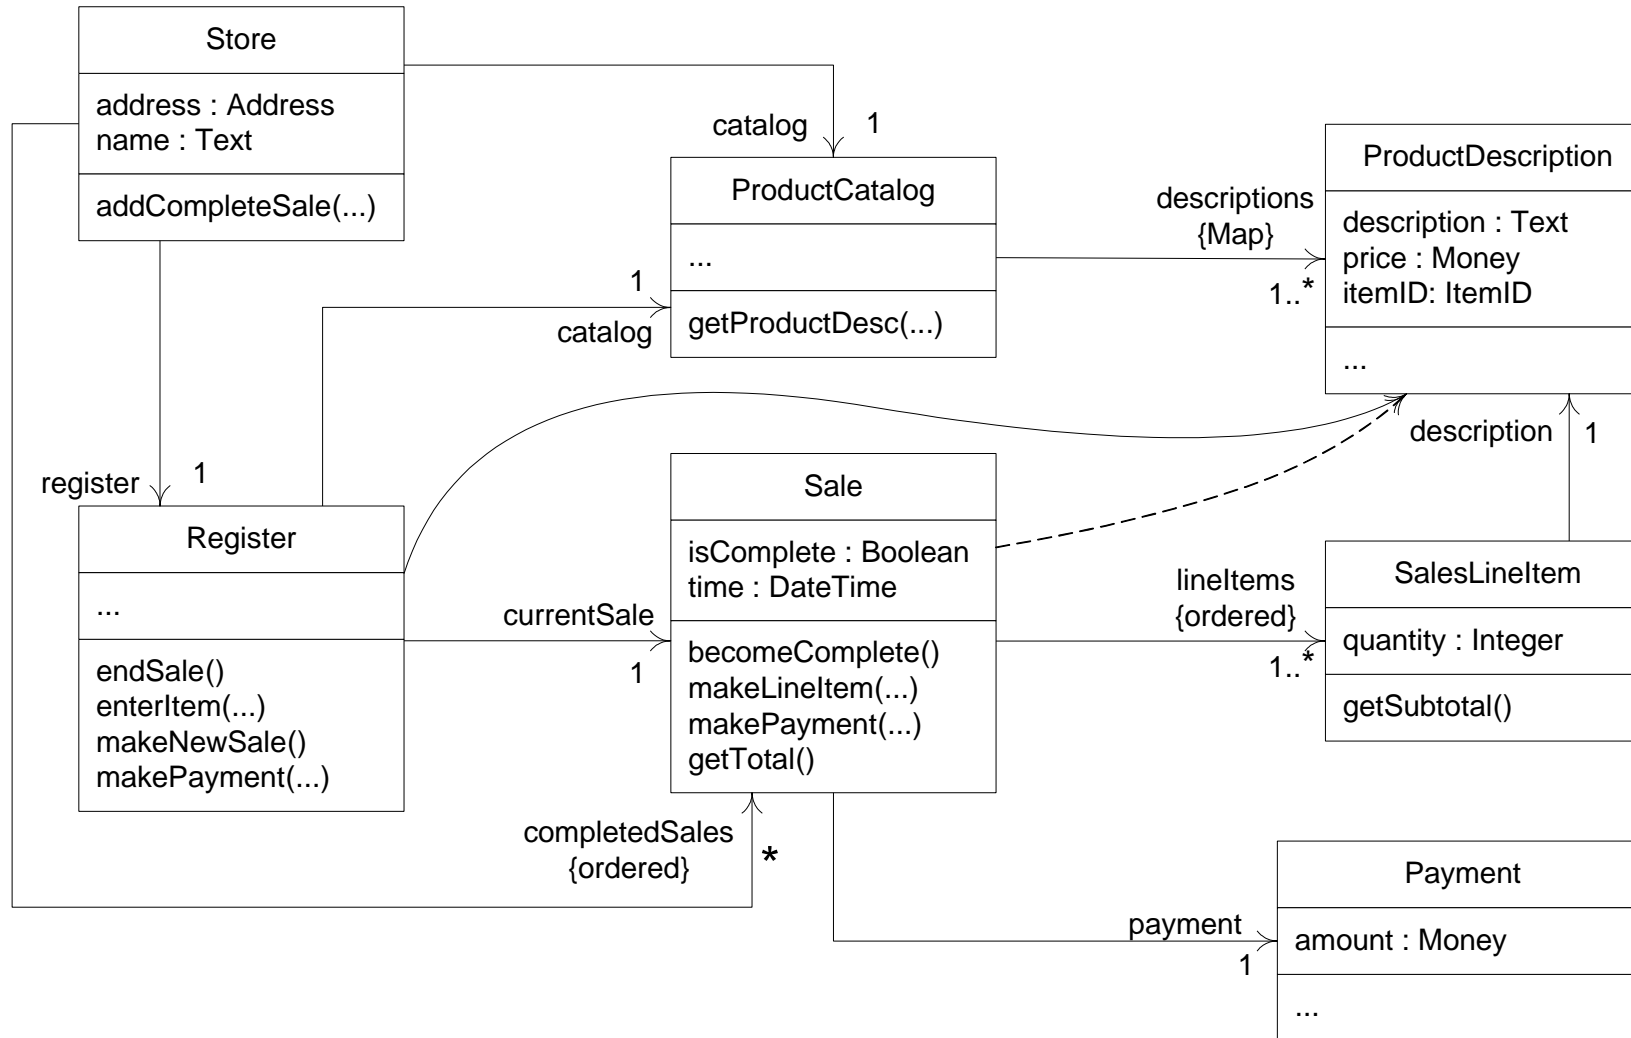 Store
address : Address
name : Text
addCompleteSale(...)
catalog
1
ProductCatalog
...
getProductDesc(...)
1
catalog
descriptions
{Map}
1..*
ProductDescription
description : Text
price : Money
itemID: ItemID
...
description
1
register
1
Register
...
endSale()
enterItem(...)
makeNewSale()
makePayment(...)
currentSale
1
Sale
isComplete : Boolean
time : DateTime
becomeComplete()
makeLineItem(...)
makePayment(...)
getTotal()
lineItems
{ordered}
1..*
SalesLineItem
quantity : Integer
getSubtotal()
completedSales
{ordered}
*
payment
1
Payment
amount : Money
...